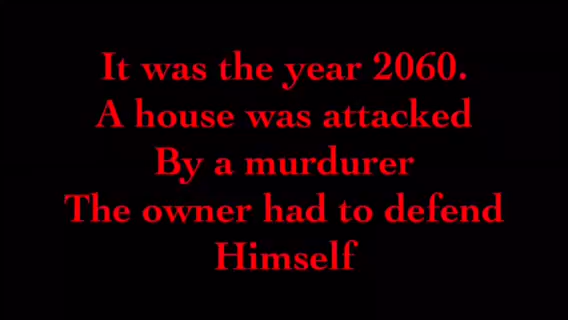 It was the year 2060.
A house was attacked
By a murdurer
The owner had to defend
Himself